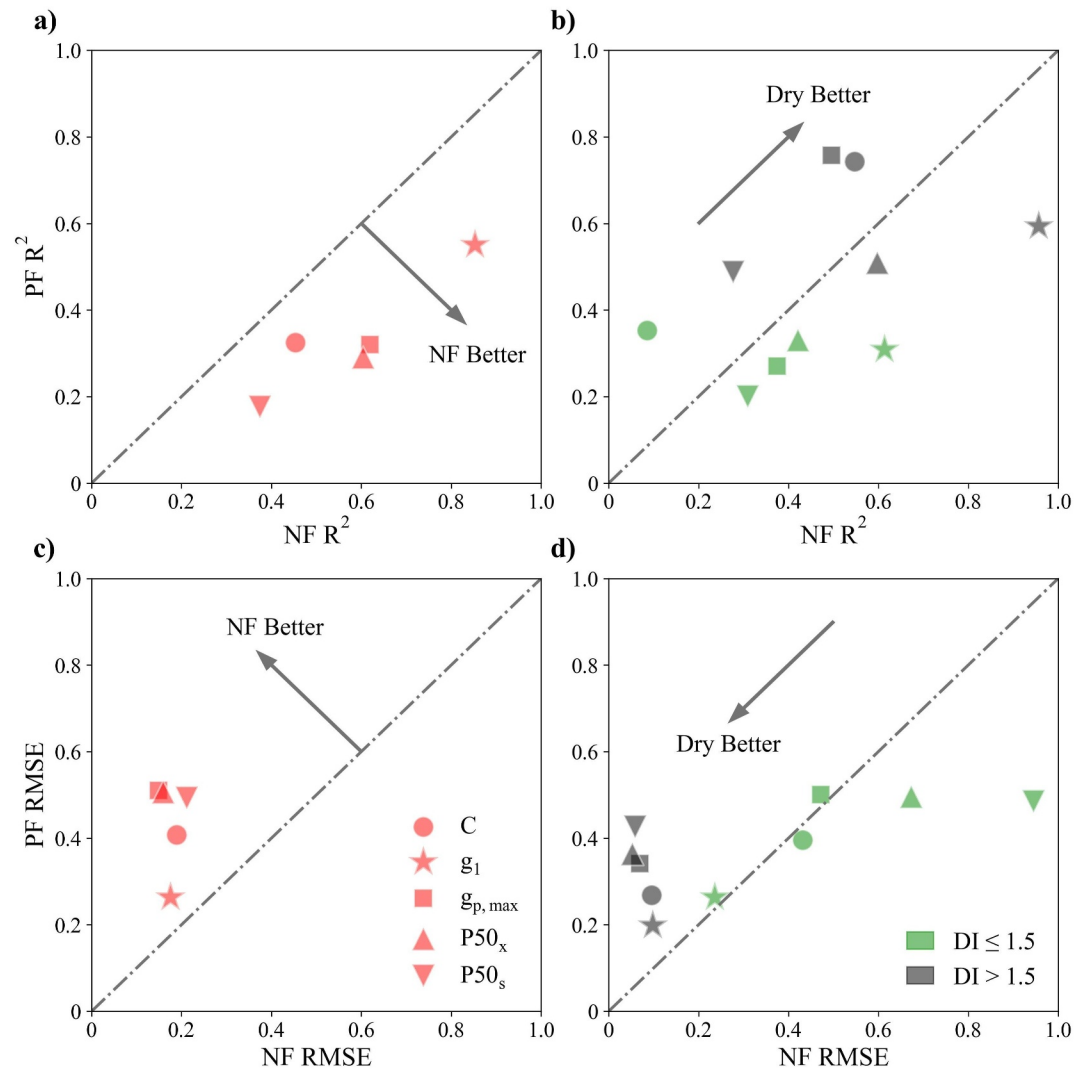 a)
1.0
0.8
0.6
0.4
0.2
0
0
0.2
0.4
0.6
0.8
1.0
PF R²
NF R²
NF Better
b)
1.0
0.8
0.6
0.4
0.2
0
0
0.2
0.4
0.6
0.8
1.0
NF R²
Dry Better
c)
1.0
0.8
0.6
0.4
0.2
0
0
0.2
0.4
0.6
0.8
1.0
PF RMSE
NF RMSE
NF Better
C
g₁
gₚ, ₘₐₓ
P50ₓ
P50ₛ
d)
1.0
0.8
0.6
0.4
0.2
0
0
0.2
0.4
0.6
0.8
1.0
NF RMSE
Dry Better
DI ≤ 1.5
DI > 1.5